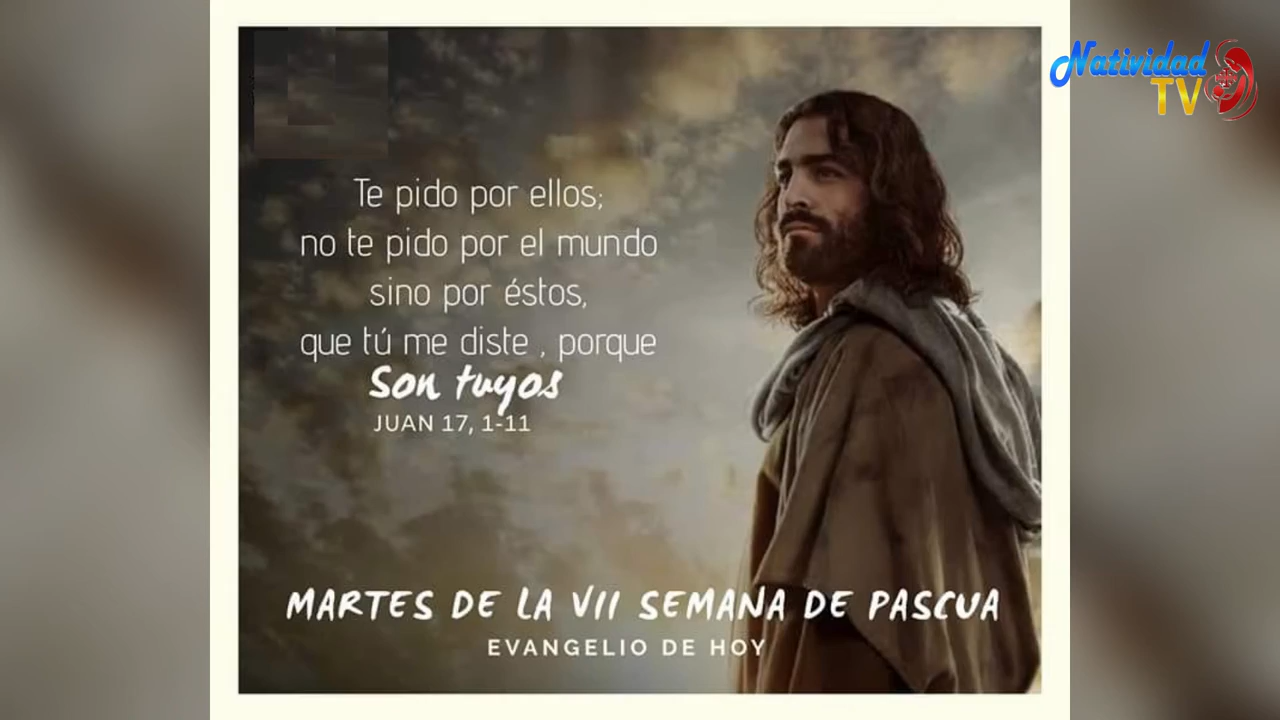 Natividad
TV
Te pido por ellos;
no te pido por el mundo
sino por éstos,
que tú me diste , porque
Son tuyos
JUAN 17, 1-11
MARTES DE LA VII SEMANA DE PASCUA
EVANGELIO DE HOY